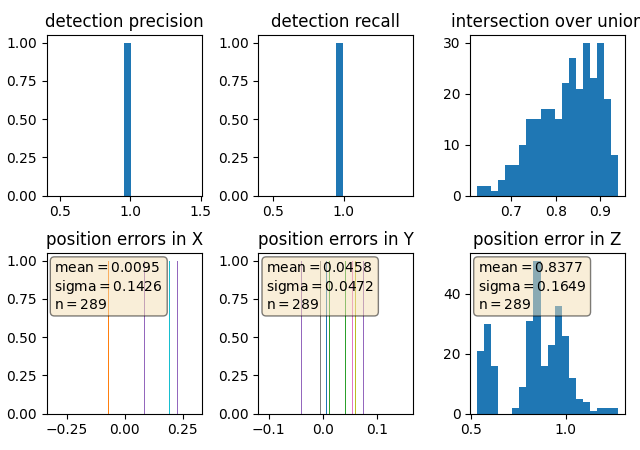 detection precision
detection recall
intersection over union
1.00
0.75
0.50
0.25
0.00
0.5
1.0
1.5
1.00
0.75
0.50
0.25
0.00
0.5
1.0
30
20
10
0
0.7
0.8
0.9
position errors in X
position errors in Y
position error in Z
1.00
0.75
0.50
0.25
0.00
mean = 0.0095
sigma = 0.1426
n = 289
−0.25
0.00
0.25
1.00
0.75
0.50
0.25
0.00
mean = 0.0458
sigma = 0.0472
n = 289
−0.1
0.0
0.1
40
20
0
mean = 0.8377
sigma = 0.1649
n = 289
0.5
1.0